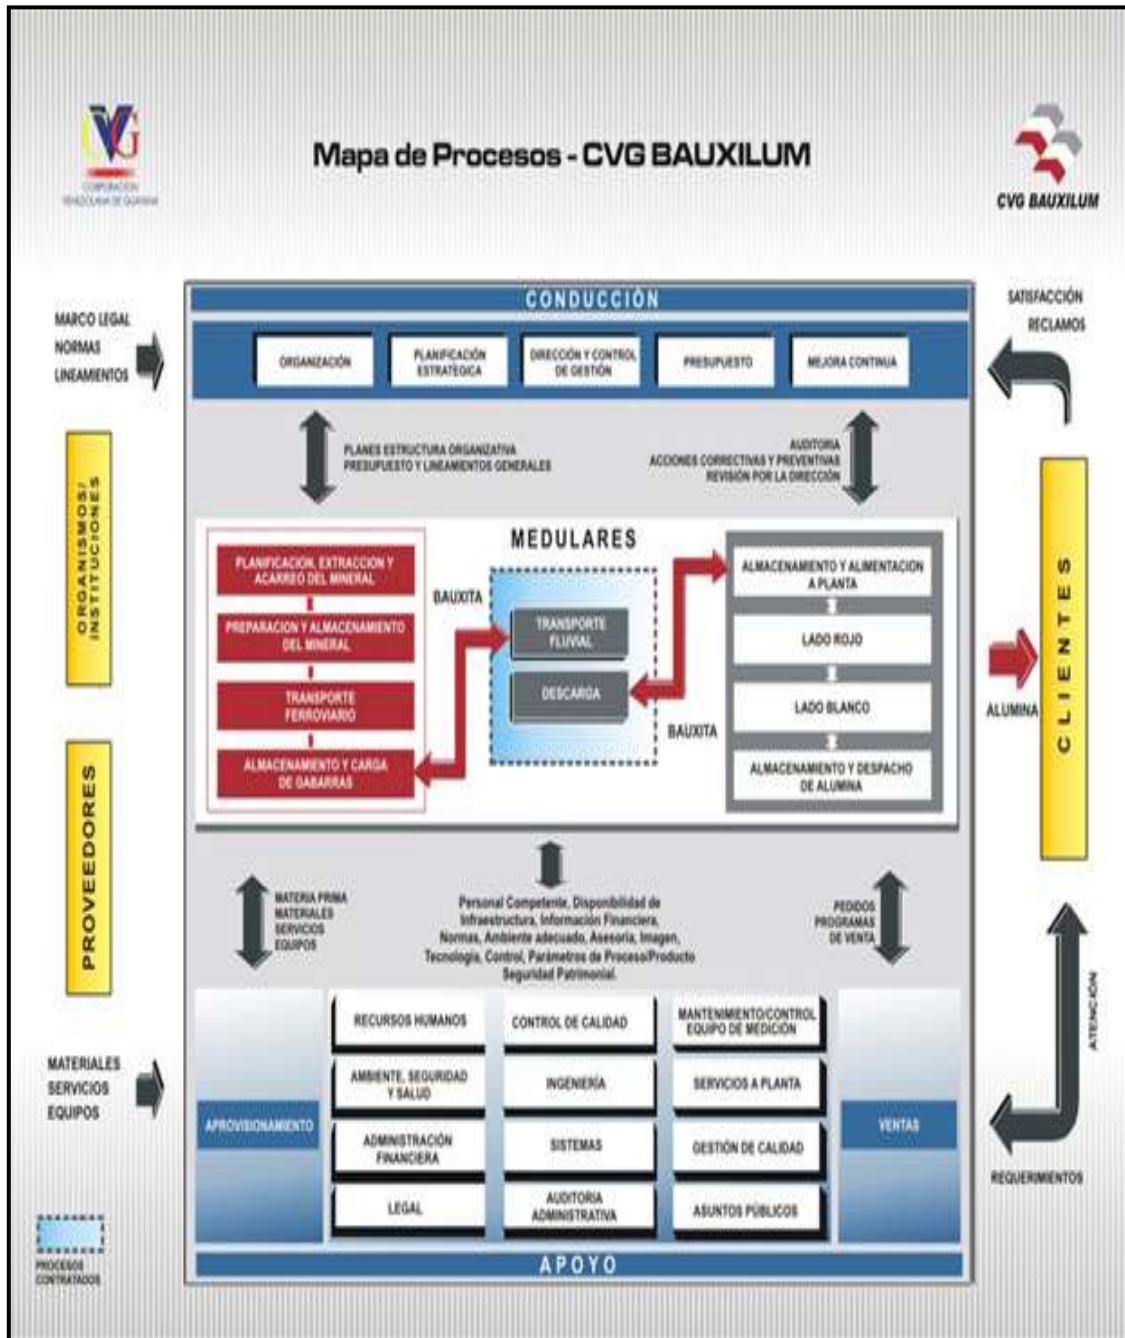 CVG
CORPORACION
VENEZOLANA DE GUAYANA
Mapa de Procesos - CVG BAUXILUM
CVG BAUXILUM
MARCO LEGAL
NORMAS
LINEAMIENTOS
ORGANISMOS/
INSTITUCIONES
PROVEEDORES
MATERIALES
SERVICIOS
EQUIPOS
PROCESOS
CONTRATADOS
CONDUCCIÓN
ORGANIZACIÓN
PLANIFICACIÓN
ESTRATÉGICA
DIRECCIÓN Y CONTROL
DE GESTIÓN
PRESUPUESTO
MEJORA CONTINUA
PLANES ESTRUCTURA ORGANIZATIVA
PRESUPUESTO Y LINEAMIENTOS GENERALES
AUDITORIA
ACCIONES CORRECTIVAS Y PREVENTIVAS
REVISIÓN POR LA DIRECCIÓN
MEDULARES
PLANIFICACION, EXTRACCION Y
ACARREO DEL MINERAL
PREPARACION Y ALMACENAMIENTO
DEL MINERAL
TRANSPORTE
FERROVIARIO
ALMACENAMIENTO Y CARGA
DE GABARRAS
BAUXITA
TRANSPORTE
FLUVIAL
DESCARGA
BAUXITA
ALMACENAMIENTO Y ALIMENTACION
A PLANTA
LADO ROJO
LADO BLANCO
ALMACENAMIENTO Y DESPACHO
DE ALUMINA
MATERIA PRIMA
MATERIALES
SERVICIOS
EQUIPOS
Personal Competente, Disponibilidad de
Infraestructura, Información Financiera,
Normas, Ambiente adecuado, Asesoría, Imagen,
Tecnología, Control, Parámetros de Proceso/Producto
Seguridad Patrimonial.
PEDIDOS
PROGRAMAS
DE VENTA
APROVISIONAMIENTO
RECURSOS HUMANOS
CONTROL DE CALIDAD
MANTENIMIENTO/CONTROL
EQUIPO DE MEDICIÓN
AMBIENTE, SEGURIDAD
Y SALUD
INGENIERÍA
SERVICIOS A PLANTA
ADMINISTRACIÓN
FINANCIERA
SISTEMAS
GESTIÓN DE CALIDAD
LEGAL
AUDITORIA
ADMINISTRATIVA
ASUNTOS PÚBLICOS
VENTAS
APOYO
SATISFACCIÓN
RECLAMOS
ALUMINA
CLIENTES
ATENCIÓN
REQUERIMIENTOS